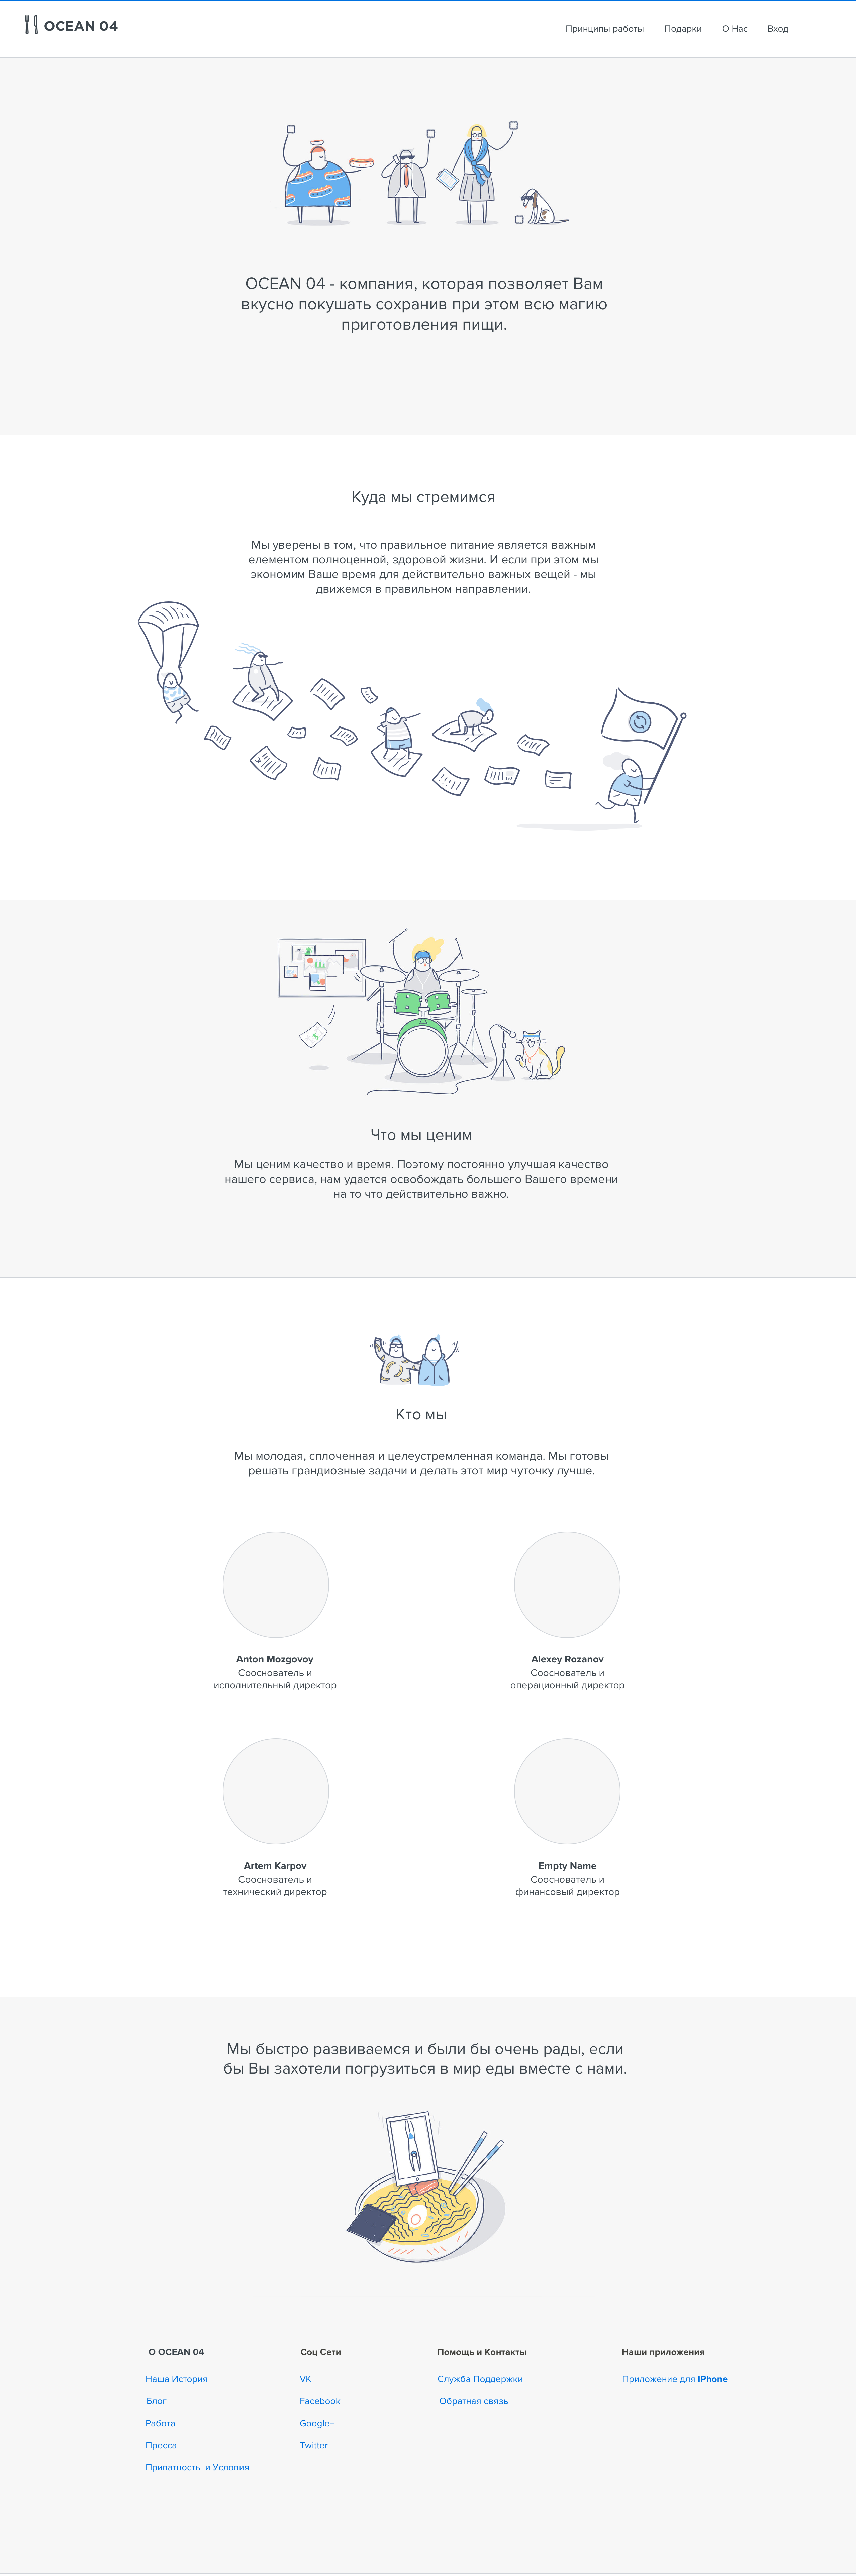 OCEAN 04
Принципы работы
Подарки
О Нас
Вход
OCEAN 04 - компания, которая позволяет Вам
вкусно покушать сохранив при этом всю магию
приготовления пищи.
Куда мы стремимся
Мы уверены в том, что правильное питание является важным
елементом полноценной, здоровой жизни. И если при этом мы
экономим Ваше время для действительно важных вещей - мы
движемся в правильном направлении.
Что мы ценим
Мы ценим качество и время. Поэтому постоянно улучшая качество
нашего сервиса, нам удается освобождать большего Вашего времени
на то что действительно важно.
Кто мы
Мы молодая, сплоченная и целеустремленная команда. Мы готовы
решать грандиозные задачи и делать этот мир чуточку лучше.
Anton Mozgovoy
Сооснователь и
исполнительный директор
Alexey Rozanov
Сооснователь и
операционный директор
Artem Karpov
Сооснователь и
технический директор
Empty Name
Сооснователь и
финансовый директор
Мы быстро развиваемся и были бы очень рады, если
бы Вы захотели погрузиться в мир еды вместе с нами.
О OCEAN 04
Наша История
Блог
Работа
Пресса
Приватность и Условия
Соц Сети
VK
Facebook
Google+
Twitter
Помощь и Контакты
Служба Поддержки
Обратная связь
Наши приложения
Приложение для IPhone